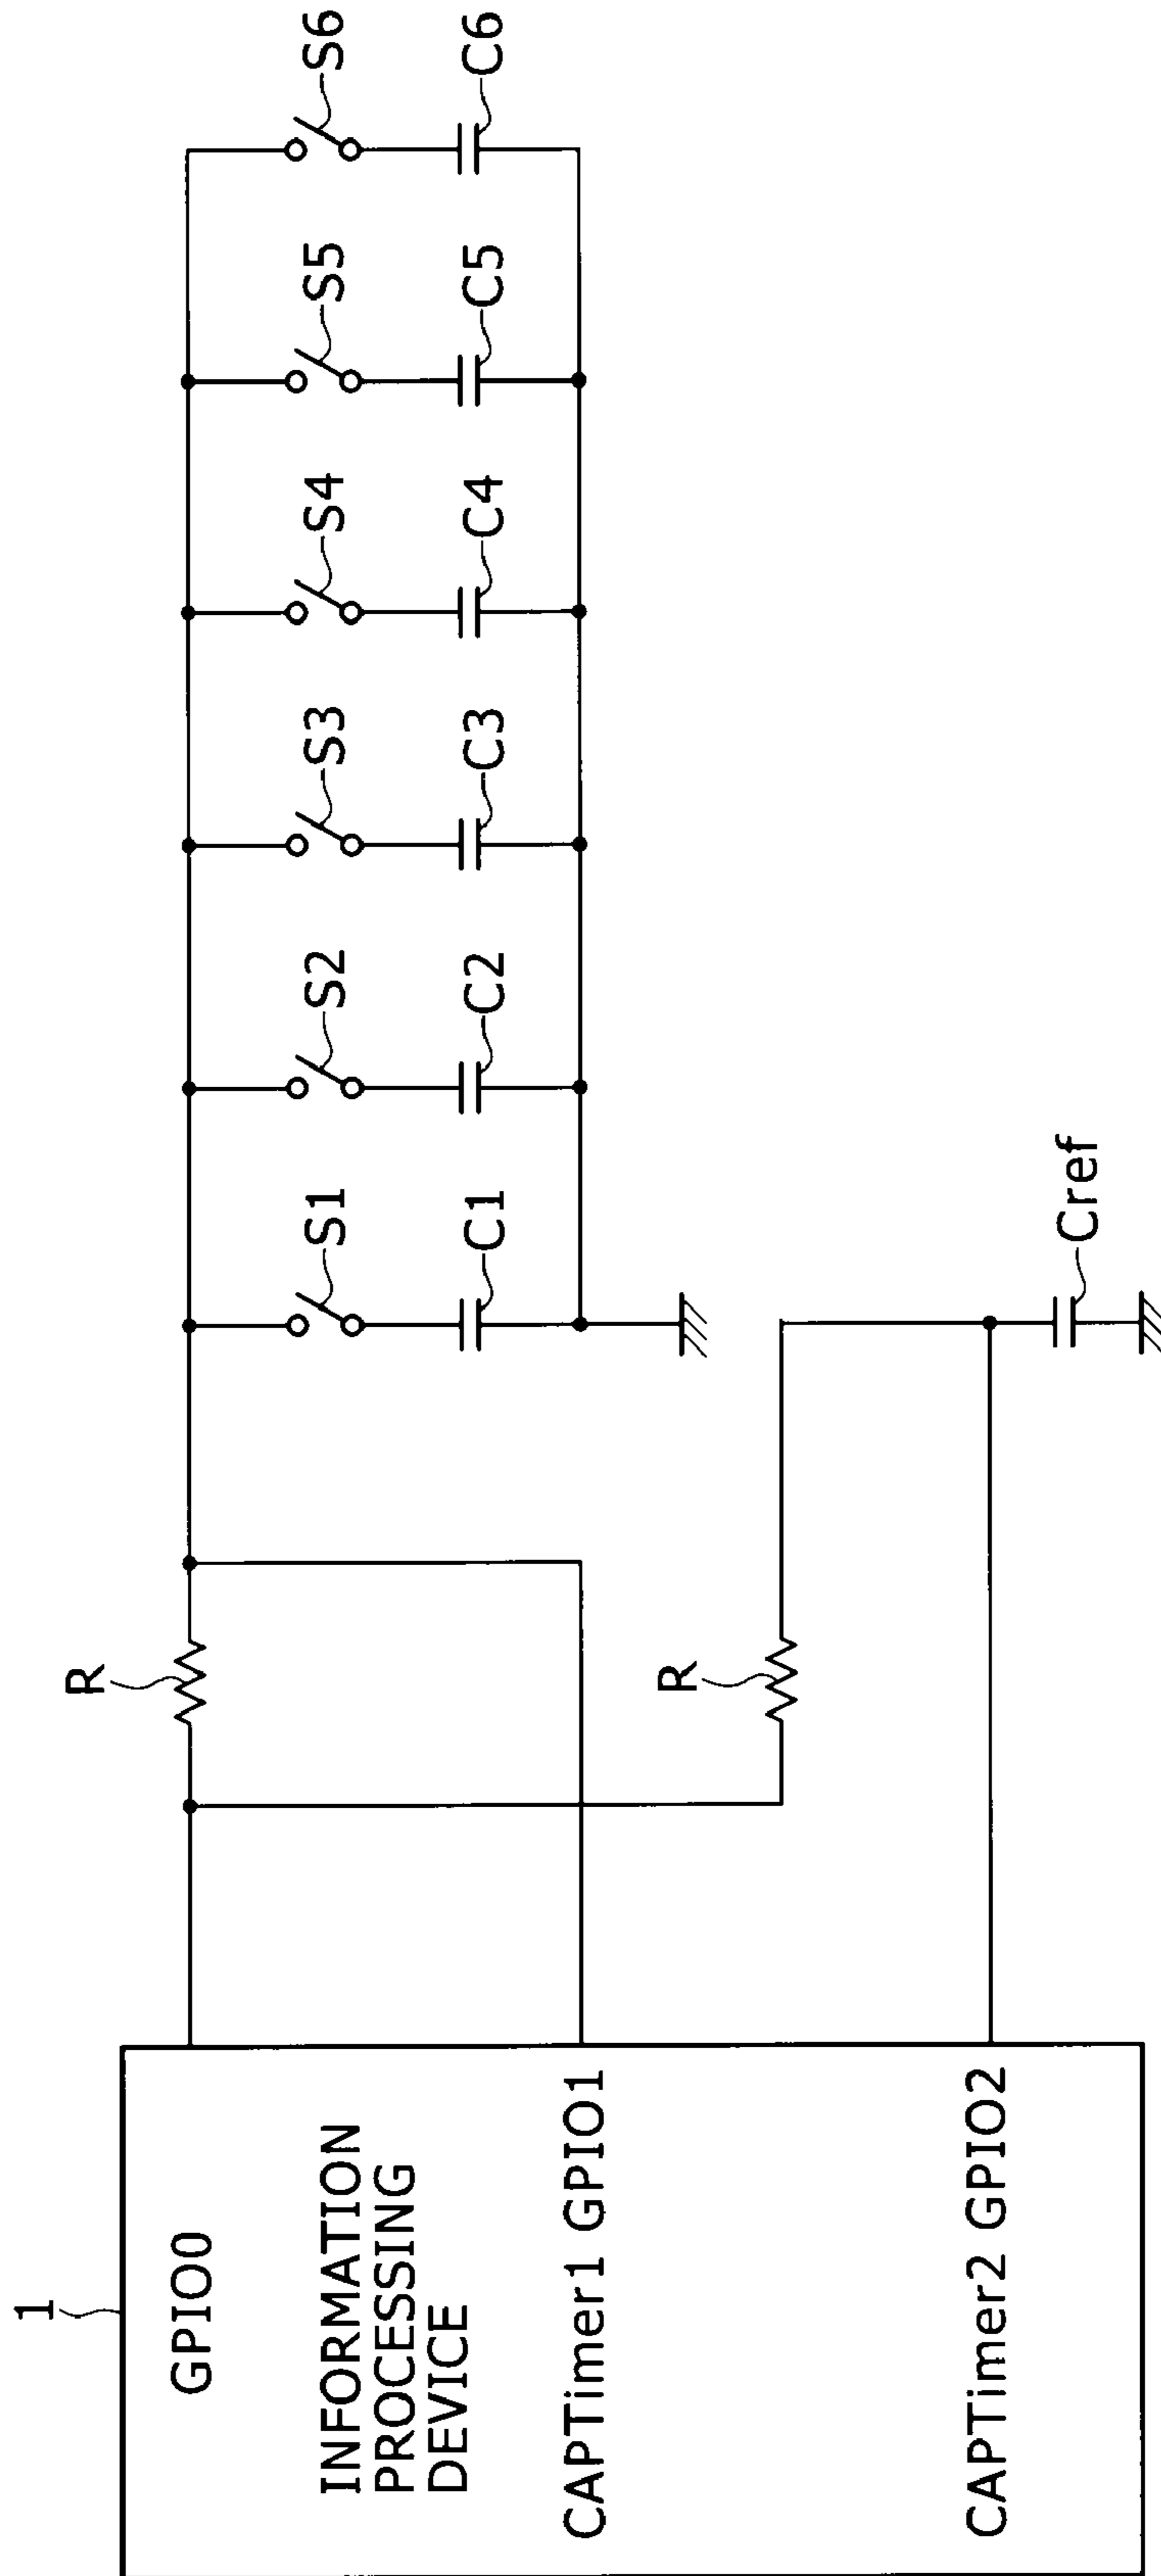 1
GPIO0
INFORMATION
PROCESSING
DEVICE
CAPTimer1 GPIO1
CAPTimer2 GPIO2
R
R
S1
S2
S3
S4
S5
S6
C1
C2
C3
C4
C5
C6
Cref